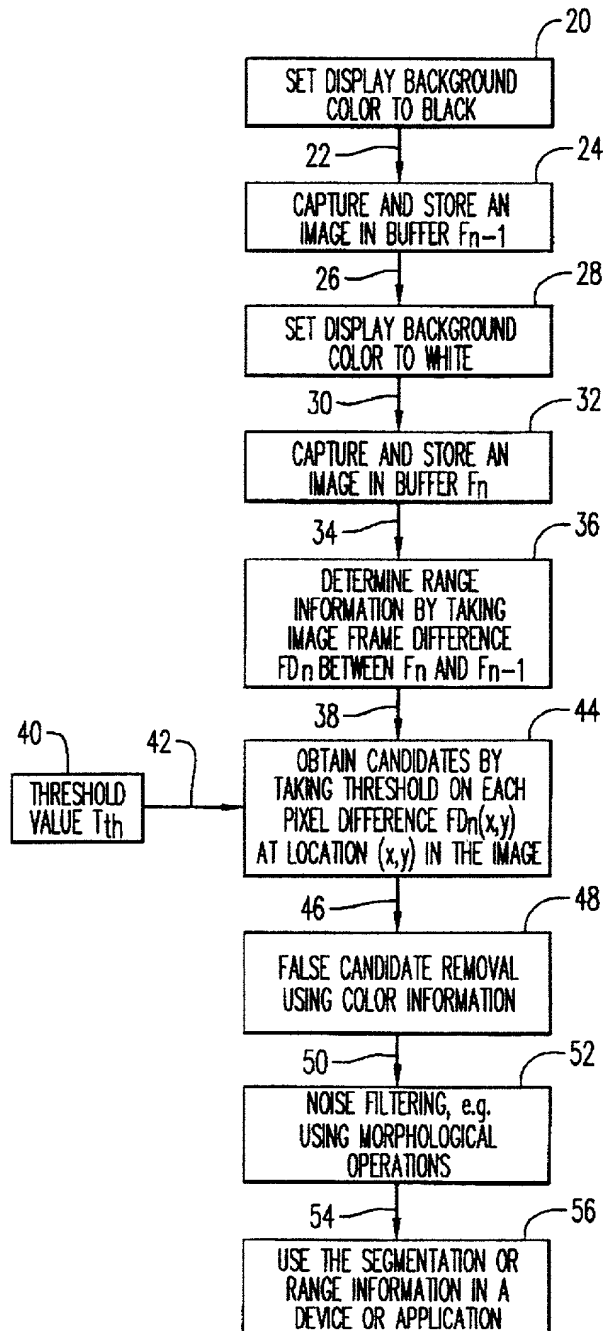 20
SET DISPLAY BACKGROUND
COLOR TO BLACK
22
24
CAPTURE AND STORE AN
IMAGE IN BUFFER Fn-1
26
28
SET DISPLAY BACKGROUND
COLOR TO WHITE
30
32
CAPTURE AND STORE AN
IMAGE IN BUFFER Fn
34
36
DETERMINE RANGE
INFORMATION BY TAKING
IMAGE FRAME DIFFERENCE
FDn BETWEEN Fn AND Fn-1
38
44
40
42
THRESHOLD
VALUE Tth
OBTAIN CANDIDATES BY
TAKING THRESHOLD ON EACH
PIXEL DIFFERENCE FDn(x,y)
AT LOCATION (x,y) IN THE IMAGE
46
48
FALSE CANDIDATE REMOVAL
USING COLOR INFORMATION
50
52
NOISE FILTERING, e.g.
USING MORPHOLOGICAL
OPERATIONS
54
56
USE THE SEGMENTATION OR
RANGE INFORMATION IN A
DEVICE OR APPLICATION